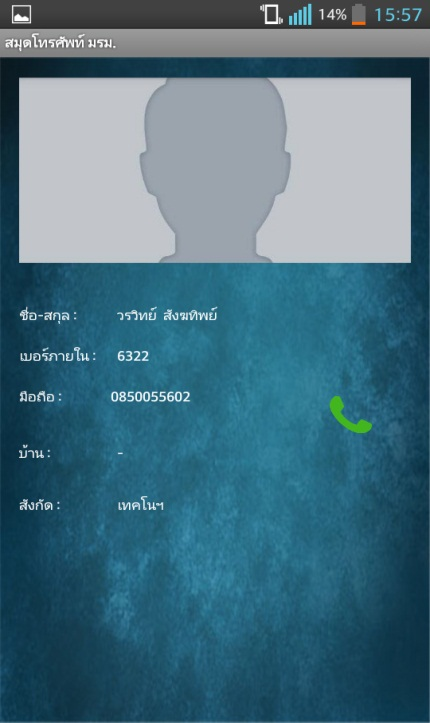 14% 15:57
สมุดโทรศัพท์ มรม.
ชื่อ-สกุล : วรวิทย์ สังฆทิพย์
เบอร์ภายใน : 6322
มือถือ : 0850055602
บ้าน : -
สังกัด : เทคโนฯ